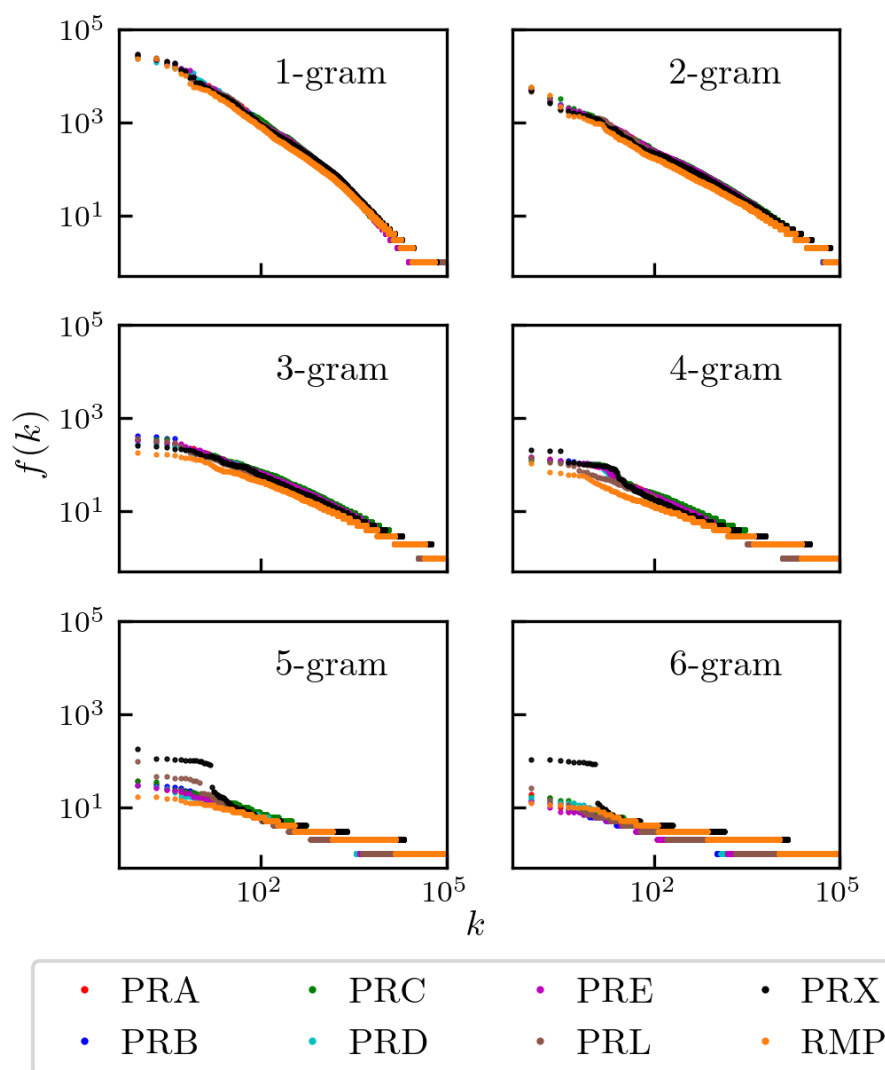 10^5 1-gram 2-gram
10^3
10^1
10^5 3-gram 4-gram
10^3
f(k)
10^1
10^5 5-gram 6-gram
10^3
10^1
10^2 10^5 10^2 10^5
k
PRA PRC PRE PRX
PRB PRD PRL RMP